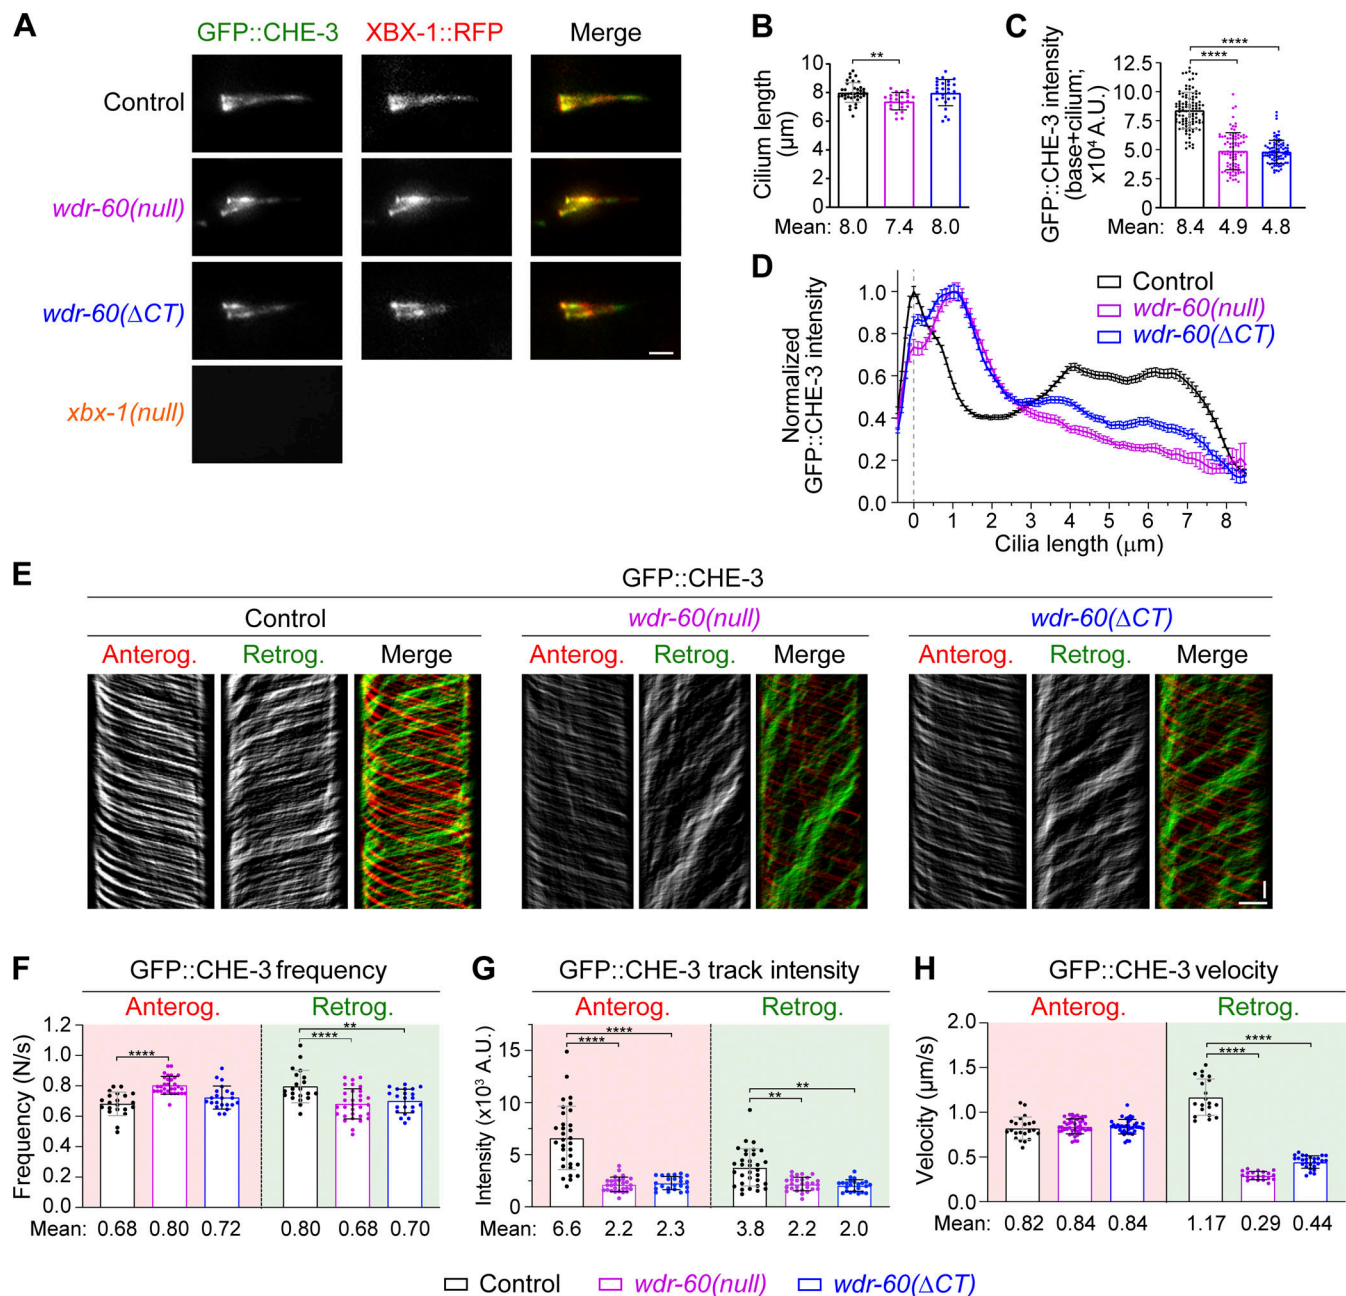 A
GFP::CHE-3 XBX-1::RFP Merge
Control
wdr-60(null)
wdr-60(ΔCT)
xbx-1(null)
B
Cilium length
(µm)
10
8
6
4
2
0
**
Mean: 8.0 7.4 8.0
C
GFP::CHE-3 intensity
(base+cilium;
x10⁴ A.U.)
12.5
10.0
7.5
5.0
2.5
0
****
****
Mean: 8.4 4.9 4.8
D
Normalized
GFP::CHE-3 intensity
1.0
0.8
0.6
0.4
0.2
0.0
Control
wdr-60(null)
wdr-60(ΔCT)
0 1 2 3 4 5 6 7 8
Cilia length (µm)
E
GFP::CHE-3
Control wdr-60(null) wdr-60(ΔCT)
Anterog. Retrog. Merge Anterog. Retrog. Merge Anterog. Retrog. Merge
F
GFP::CHE-3 frequency
Anterog. Retrog.
Frequency (N/s)
1.2
1.0
0.8
0.6
0.4
0.2
0.0
****
**
****
Mean: 0.68 0.80 0.72 0.80 0.68 0.70
G
GFP::CHE-3 track intensity
Anterog. Retrog.
Intensity (x10³ A.U.)
15
10
5
0
****
****
**
**
Mean: 6.6 2.2 2.3 3.8 2.2 2.0
H
GFP::CHE-3 velocity
Anterog. Retrog.
Velocity (µm/s)
2.0
1.5
1.0
0.5
0.0
****
****
Mean: 0.82 0.84 0.84 1.17 0.29 0.44
Control wdr-60(null) wdr-60(ΔCT)